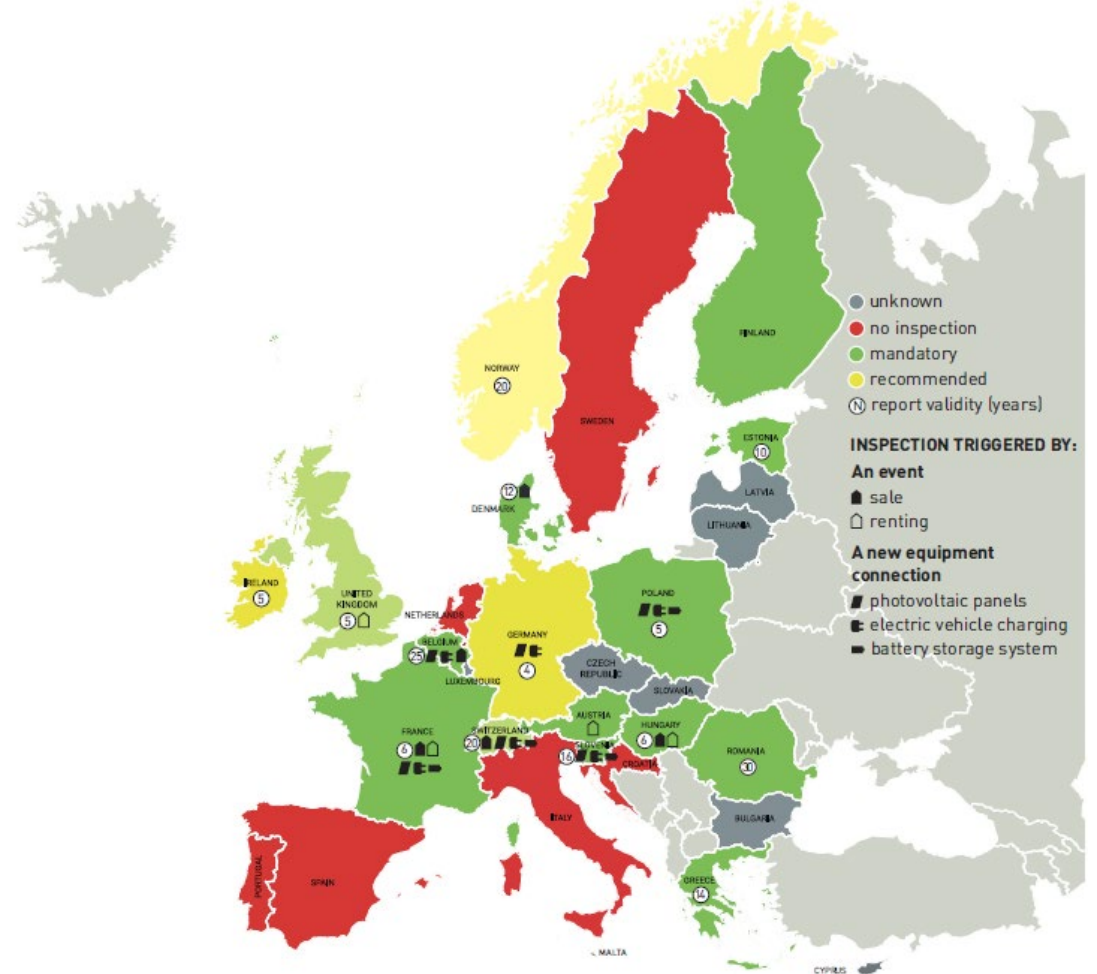 NORWAY
20
FINLAND
SWEDEN
ESTONIA
10
LATVIA
LITHUANIA
12
DENMARK
IRELAND
5
UNITED
KINGDOM
5
NETHERLANDS
BELGIUM
25
LUXEMBOURG
GERMANY
4
POLAND
5
CZECH
REPUBLIC
SLOVAKIA
AUSTRIA
HUNGARY
6
FRANCE
6
SWITZERLAND
20
SLOVENIA
16
CROATIA
ROMANIA
30
ITALY
BULGARIA
PORTUGAL
SPAIN
GREECE
14
MALTA
CYPRUS
unknown
no inspection
mandatory
recommended
N report validity (years)
INSPECTION TRIGGERED BY:
An event
sale
renting
A new equipment
connection
photovoltaic panels
electric vehicle charging
battery storage system